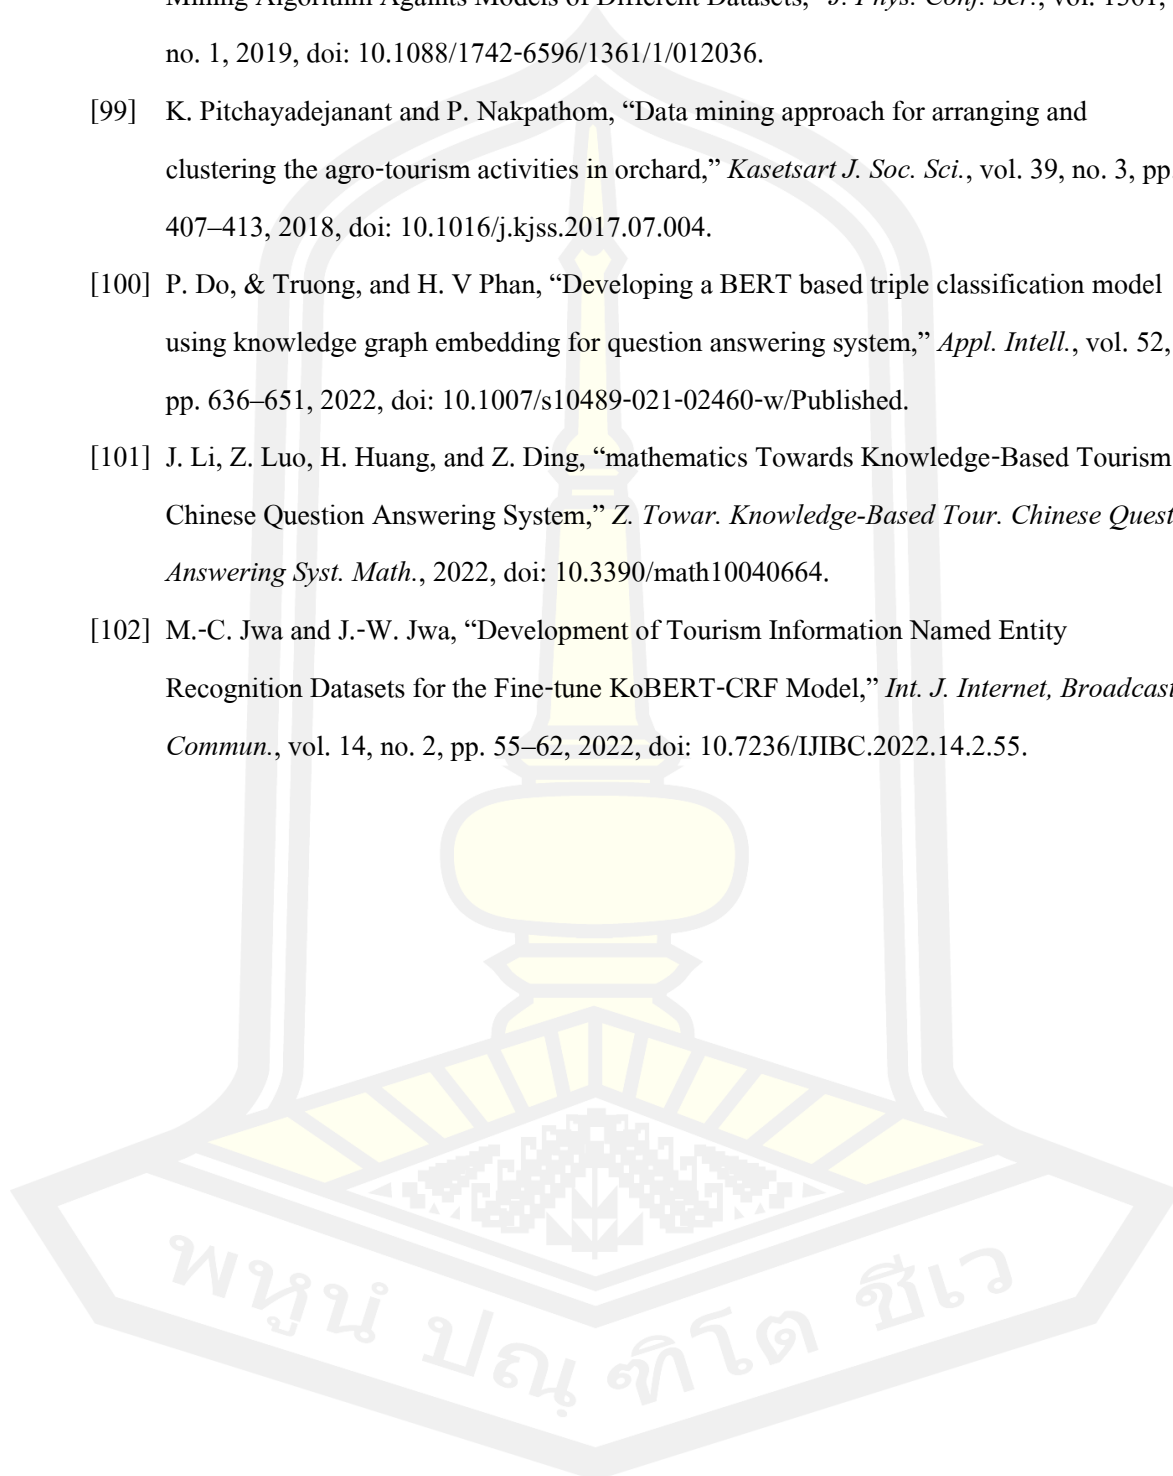 Mining Algorithm Againts Models of Different Datasets,” J. Phys. Conf. Ser., vol. 1361,
no. 1, 2019, doi: 10.1088/1742-6596/1361/1/012036.
[99] K. Pitchayadejanant and P. Nakpathom, “Data mining approach for arranging and
clustering the agro-tourism activities in orchard,” Kasetsart J. Soc. Sci., vol. 39, no. 3, pp.
407–413, 2018, doi: 10.1016/j.kjss.2017.07.004.
[100] P. Do, & Truong, and H. V Phan, “Developing a BERT based triple classification model
using knowledge graph embedding for question answering system,” Appl. Intell., vol. 52,
pp. 636–651, 2022, doi: 10.1007/s10489-021-02460-w/Published.
[101] J. Li, Z. Luo, H. Huang, and Z. Ding, “mathematics Towards Knowledge-Based Tourism
Chinese Question Answering System,” Z. Towar. Knowledge-Based Tour. Chinese Quest
Answering Syst. Math., 2022, doi: 10.3390/math10040664.
[102] M.-C. Jwa and J.-W. Jwa, “Development of Tourism Information Named Entity
Recognition Datasets for the Fine-tune KoBERT-CRF Model,” Int. J. Internet, Broadcast
Commun., vol. 14, no. 2, pp. 55–62, 2022, doi: 10.7236/IJIBC.2022.14.2.55.
พหูนํ ปณฺ ฑิโต ชีเว